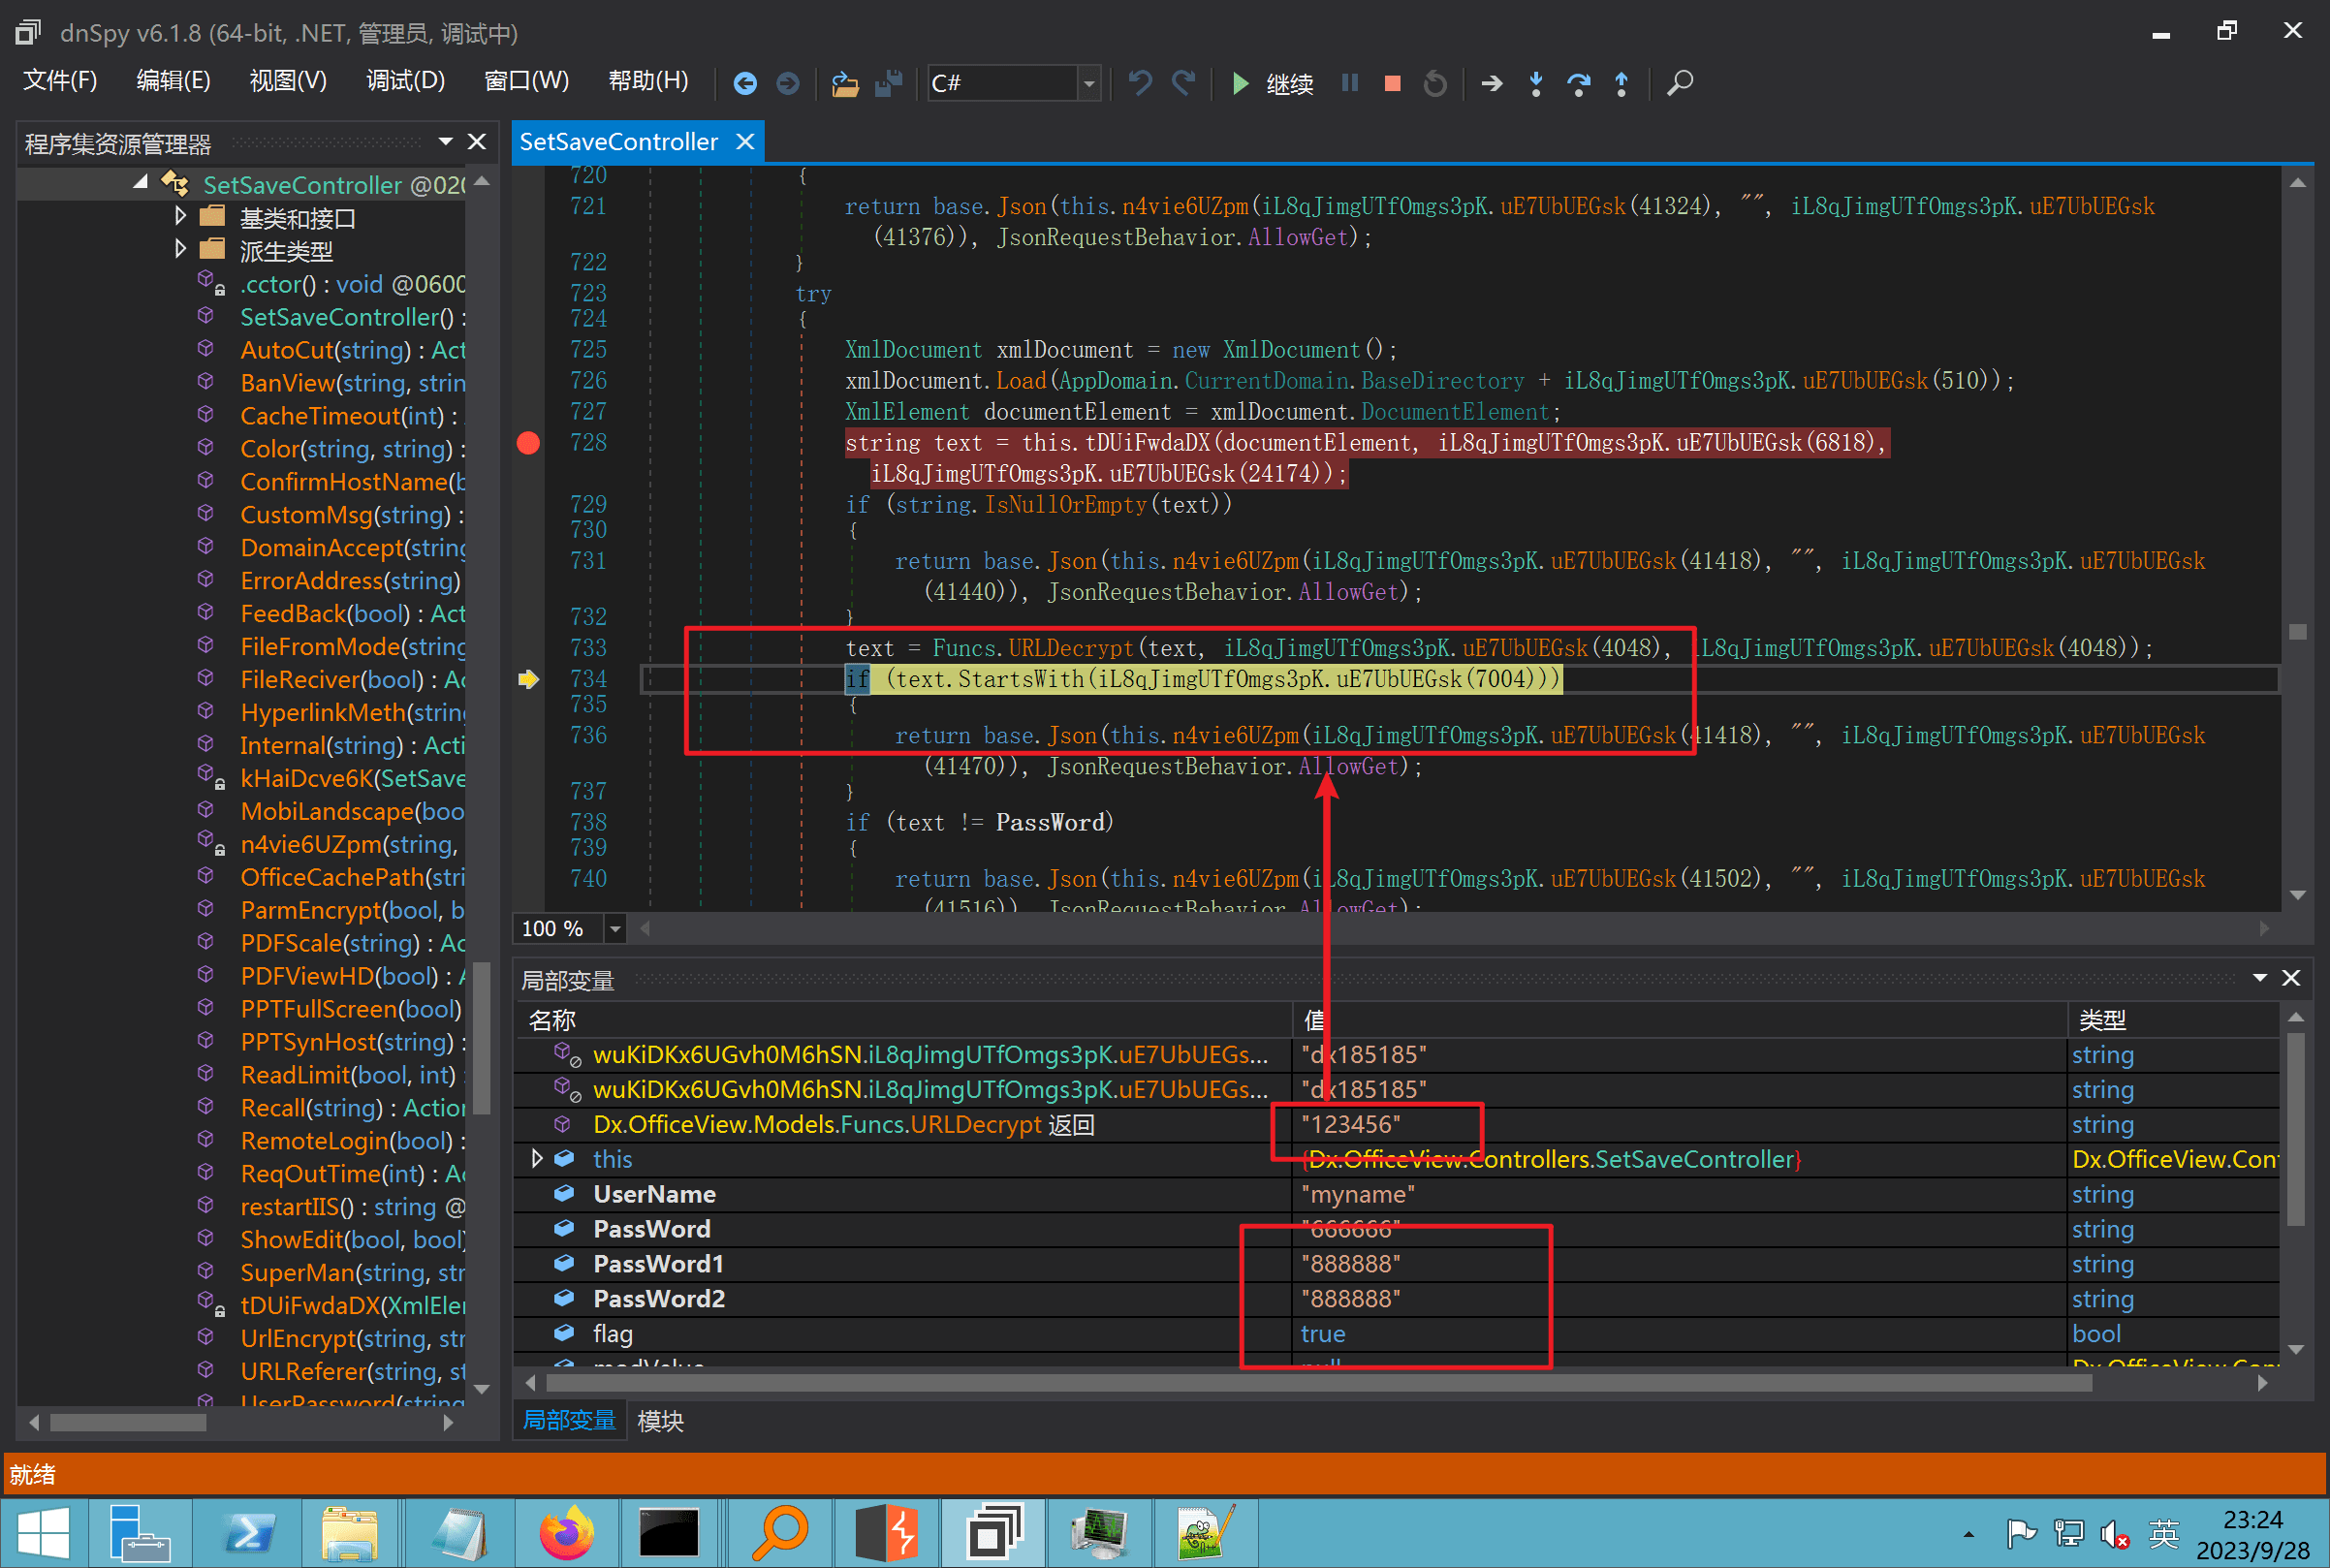 dnSpy v6.1.8 (64-bit, .NET, 管理员, 调试中)
文件(F) 编辑(E) 视图(V) 调试(D) 窗口(W) 帮助(H) C# 继续
程序集资源管理器
SetSaveController @020
基类和接口
派生类型
.cctor() : void @0600
SetSaveController() :
AutoCut(string) : Act
BanView(string, strin
CacheTimeout(int) :
Color(string, string) :
ConfirmHostName(b
CustomMsg(string) :
DomainAccept(string
ErrorAddress(string)
FeedBack(bool) : Act
FileFromMode(string
FileReciver(bool) : Ac
HyperlinkMeth(string
Internal(string) : Acti
kHaiDcve6K(SetSave
MobiLandscape(boo
n4vie6UZpm(string,
OfficeCachePath(stri
ParmEncrypt(bool, b
PDFScale(string) : Ac
PDFViewHD(bool) : A
PPTFullScreen(bool)
PPTSynHost(string) :
ReadLimit(bool, int) :
Recall(string) : Action
RemoteLogin(bool) :
ReqOutTime(int) : Ac
restartIIS() : string @
ShowEdit(bool, bool)
SuperMan(string, str
tDUiFwdaDX(XmlEle
UrlEncrypt(string, str
URLReferer(string, st
UserPassword(string
SetSaveController
720 {
721 return base.Json(this.n4vie6UZpm(iL8qJimgUTfOmgs3pK.uE7UbUEGsk(41324), "", iL8qJimgUTfOmgs3pK.uE7UbUEGsk
(41376)), JsonRequestBehavior.AllowGet);
722 }
723 try
724 {
725 XmlDocument xmlDocument = new XmlDocument();
726 xmlDocument.Load(AppDomain.CurrentDomain.BaseDirectory + iL8qJimgUTfOmgs3pK.uE7UbUEGsk(510));
727 XmlElement documentElement = xmlDocument.DocumentElement;
728 string text = this.tDUiFwdaDX(documentElement, iL8qJimgUTfOmgs3pK.uE7UbUEGsk(6818),
iL8qJimgUTfOmgs3pK.uE7UbUEGsk(24174));
729 if (string.IsNullOrEmpty(text))
730 {
731 return base.Json(this.n4vie6UZpm(iL8qJimgUTfOmgs3pK.uE7UbUEGsk(41418), "", iL8qJimgUTfOmgs3pK.uE7UbUEGsk
(41440)), JsonRequestBehavior.AllowGet);
732 }
733 text = Funcs.URLDecrypt(text, iL8qJimgUTfOmgs3pK.uE7UbUEGsk(4048), iL8qJimgUTfOmgs3pK.uE7UbUEGsk(4048));
734 if (text.StartsWith(iL8qJimgUTfOmgs3pK.uE7UbUEGsk(7004)))
735 {
736 return base.Json(this.n4vie6UZpm(iL8qJimgUTfOmgs3pK.uE7UbUEGsk(41418), "", iL8qJimgUTfOmgs3pK.uE7UbUEGsk
(41470)), JsonRequestBehavior.AllowGet);
737 }
738 if (text != PassWord)
739 {
740 return base.Json(this.n4vie6UZpm(iL8qJimgUTfOmgs3pK.uE7UbUEGsk(41502), "", iL8qJimgUTfOmgs3pK.uE7UbUEGsk
(41516)), JsonRequestBehavior.AllowGet);
100 %
局部变量
名称 值 类型
wuKiDKx6UGvh0M6hSN.iL8qJimgUTfOmgs3pK.uE7UbUEGs... "dx185185" string
wuKiDKx6UGvh0M6hSN.iL8qJimgUTfOmgs3pK.uE7UbUEGs... "dx185185" string
Dx.OfficeView.Models.Funcs.URLDecrypt 返回 "123456" string
this {Dx.OfficeView.Controllers.SetSaveController} Dx.OfficeView.Cont
UserName "myname" string
PassWord "666666" string
PassWord1 "888888" string
PassWord2 "888888" string
flag true bool
modValue null Dx.OfficeView.Cont
局部变量 模块
就绪
英
23:24
2023/9/28